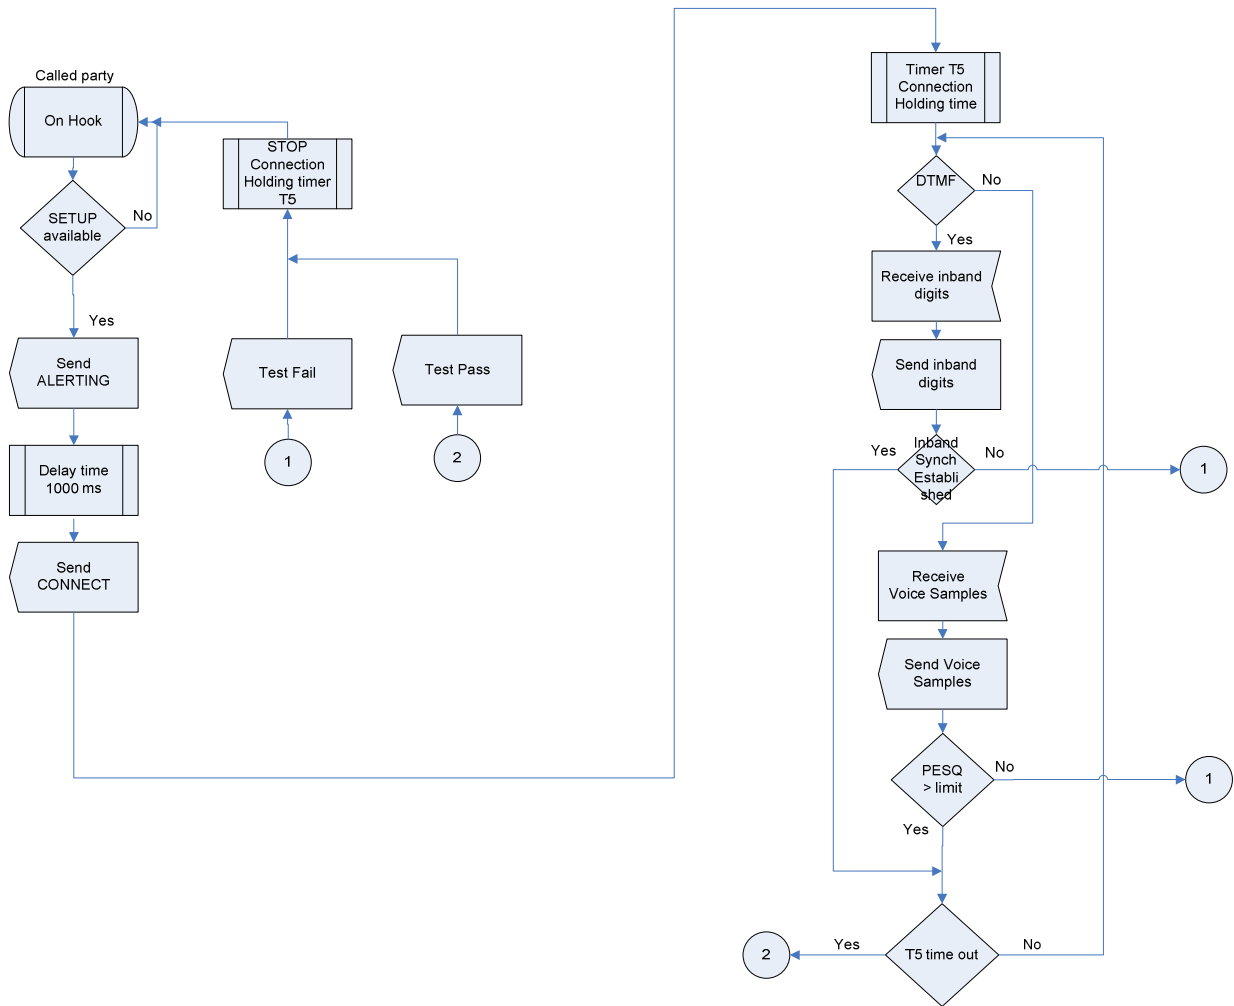 Called party
On Hook
SETUP
available
No
Yes
Send
ALERTING
Delay time
1000 ms
Send
CONNECT
STOP
Connection
Holding timer
T5
Test Fail
1
Test Pass
2
Timer T5
Connection
Holding time
DTMF
No
Yes
Receive inband
digits
Send inband
digits
Inband
Synch
Establi
shed
Yes
No
1
Receive
Voice Samples
Send Voice
Samples
PESQ
> limit
No
1
Yes
T5 time out
Yes
2
No